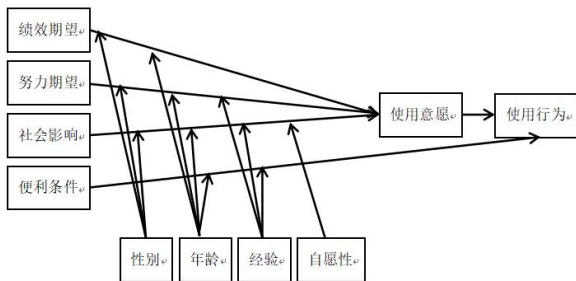 绩效期望
努力期望
社会影响
便利条件
使用意愿
使用行为
性别
年龄
经验
自愿性